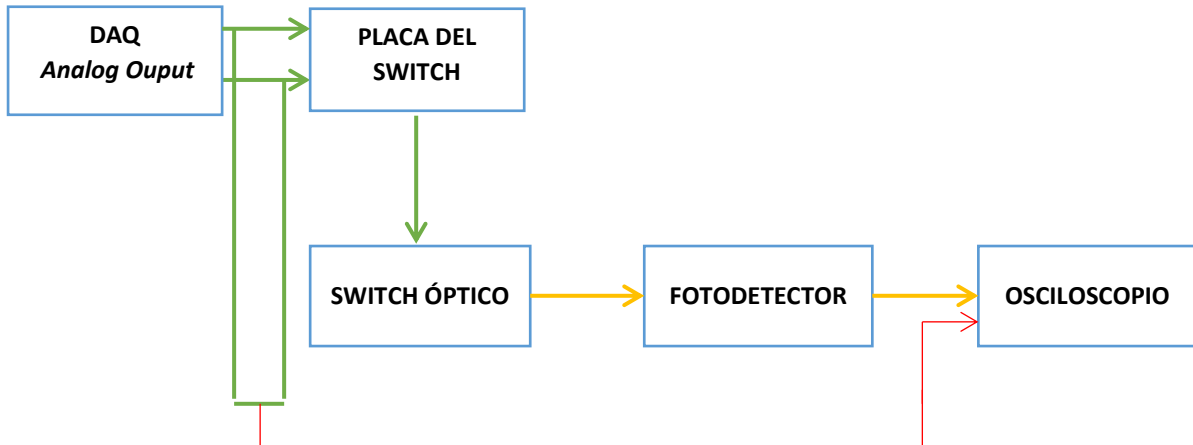 DAQ
Analog Ouput
PLACA DEL
SWITCH
SWITCH ÓPTICO
FOTODETECTOR
OSCILOSCOPIO